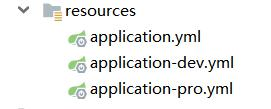 resources
application.yml
application-dev.yml
application-pro.yml